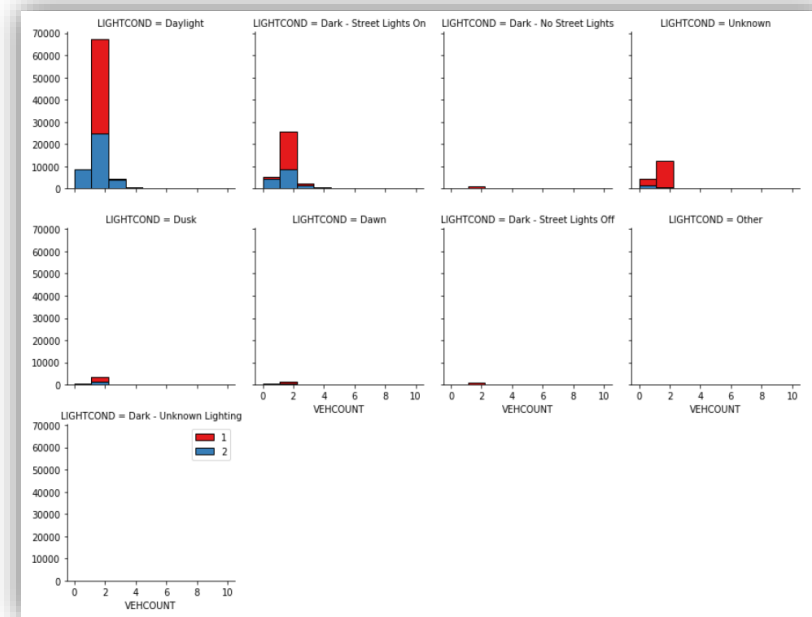 LIGHTCOND = Daylight
LIGHTCOND = Dark - Street Lights On
LIGHTCOND = Dark - No Street Lights
LIGHTCOND = Unknown
70000
60000
50000
40000
30000
20000
10000
0
LIGHTCOND = Dusk
LIGHTCOND = Dawn
LIGHTCOND = Dark - Street Lights Off
LIGHTCOND = Other
70000
60000
50000
40000
30000
20000
10000
0
0 2 4 6 8 10
VEHCOUNT
0 2 4 6 8 10
VEHCOUNT
0 2 4 6 8 10
VEHCOUNT
LIGHTCOND = Dark - Unknown Lighting
70000
60000
50000
40000
30000
20000
10000
0
1
2
0 2 4 6 8 10
VEHCOUNT